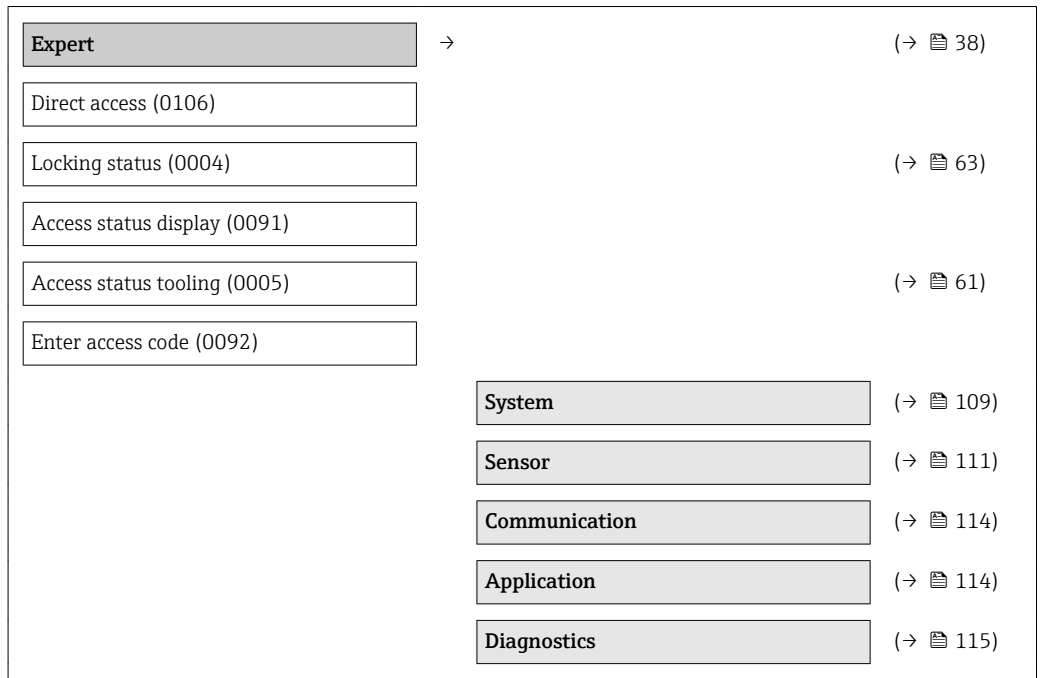 Expert → (→ 38)
Direct access (0106)
Locking status (0004) (→ 63)
Access status display (0091)
Access status tooling (0005) (→ 61)
Enter access code (0092)
System (→ 109)
Sensor (→ 111)
Communication (→ 114)
Application (→ 114)
Diagnostics (→ 115)